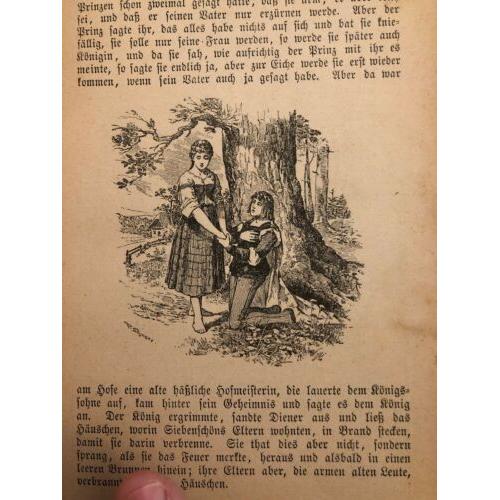 Prinzen schon zweimal gesagt hatte, daß sie arm, er aber reich
sei, und daß er seinen Vater nur erzürnen werde. Aber der
Prinz sagte ihr, das alles habe nichts auf sich und bat sie knie-
fällig, sie solle nur seine Frau werden, so werde sie später auch
Königin, und da sie sah, wie aufrichtig der Prinz mit ihr es
meinte, so sagte sie endlich ja, aber zur Eiche werde sie erst wieder
kommen, wenn sein Vater auch ja gesagt habe. Aber da war
am Hofe eine alte häßliche Hofmeisterin, die lauerte dem Königs-
sohne auf, kam hinter sein Geheimnis und sagte es dem König
an. Der König ergrimmte, sandte Diener aus und ließ das
Häuschen, worin Siebenschöns Eltern wohnten, in Brand stecken,
damit sie darin verbrenne. Sie that dies aber nicht, sondern
sprang, als sie das Feuer merkte, heraus und alsbald in einen
leeren Brunnen hinein; ihre Eltern aber, die armen alten Leute,
verbrannt Häuschen.